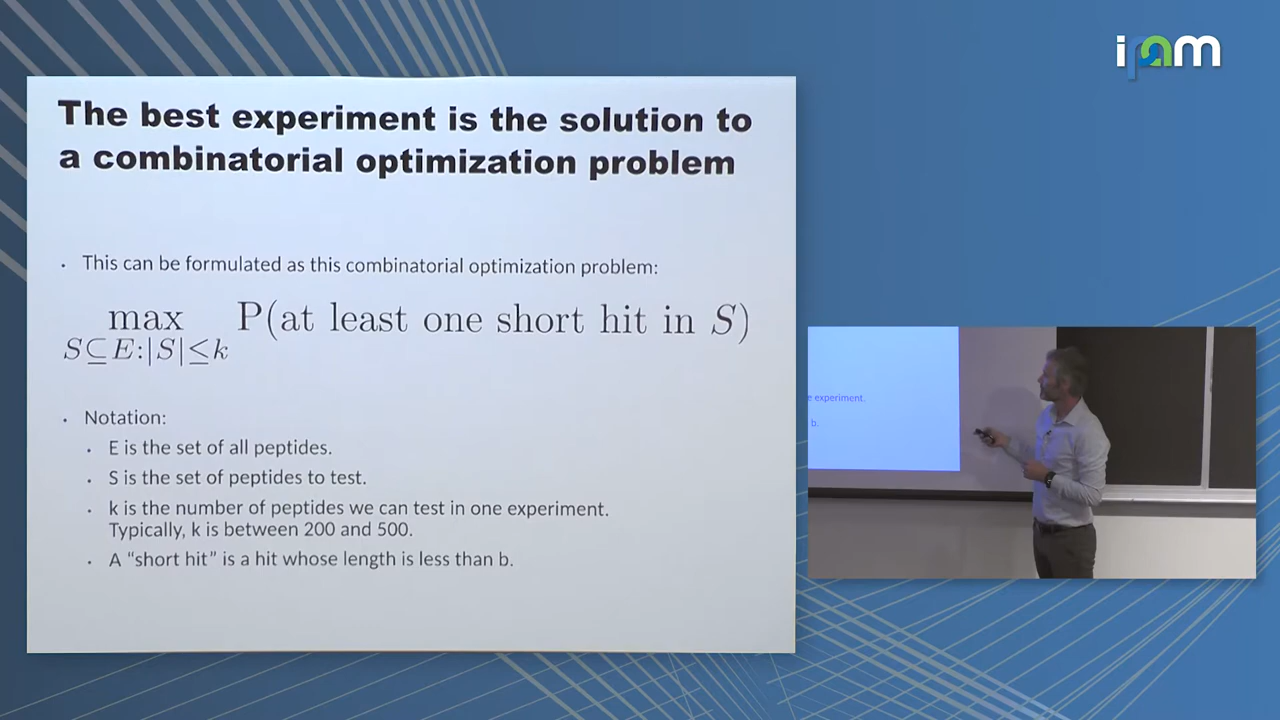 ipam
The best experiment is the solution to
a combinatorial optimization problem
• This can be formulated as this combinatorial optimization problem:
max P(at least one short hit in S)
S⊆E:|S|≤k
• Notation:
• E is the set of all peptides.
• S is the set of peptides to test.
• k is the number of peptides we can test in one experiment.
Typically, k is between 200 and 500.
• A “short hit” is a hit whose length is less than b.
e experiment.
b.